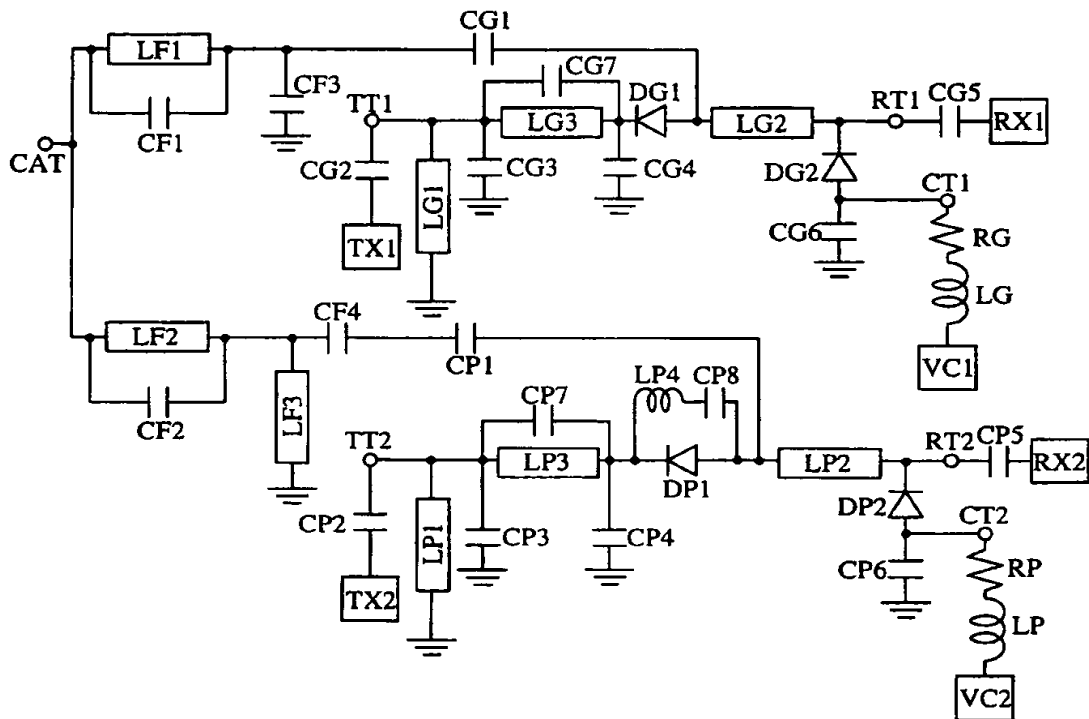 CG1
LF1
CG7
CF3
TT1
DG1
RT1
CG5
LG3
LG2
RX1
CF1
CAT
CG2
CG3
CG4
DG2
CT1
LG1
CG6
RG
TX1
LG
CF4
LF2
CP1
VC1
LP4
CP8
CP7
CF2
LF3
TT2
RT2
CP5
LP3
LP2
RX2
DP1
DP2
CP2
CT2
LP1
CP3
CP4
CP6
RP
TX2
LP
VC2